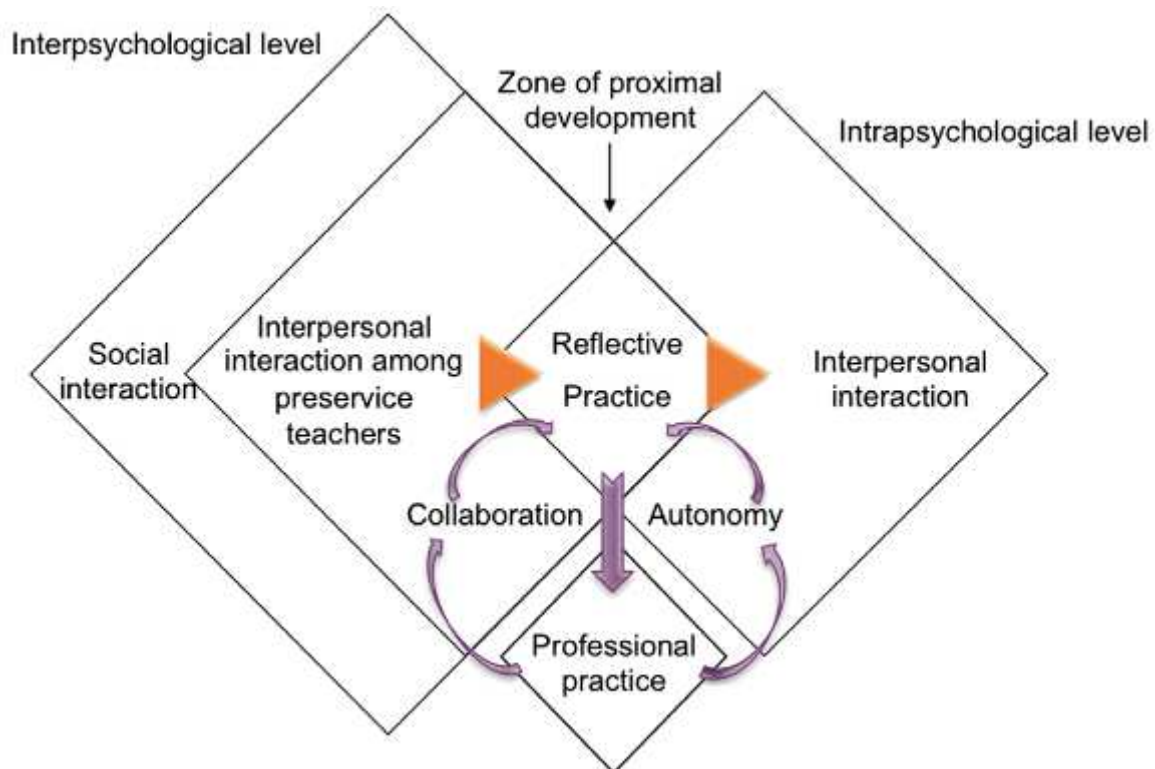 Interpsychological level
Zone of proximal
development
Intrapsychological level
Social
interaction
Interpersonal
interaction among
preservice
teachers
Reflective
Practice
Interpersonal
interaction
Collaboration
Autonomy
Professional
practice